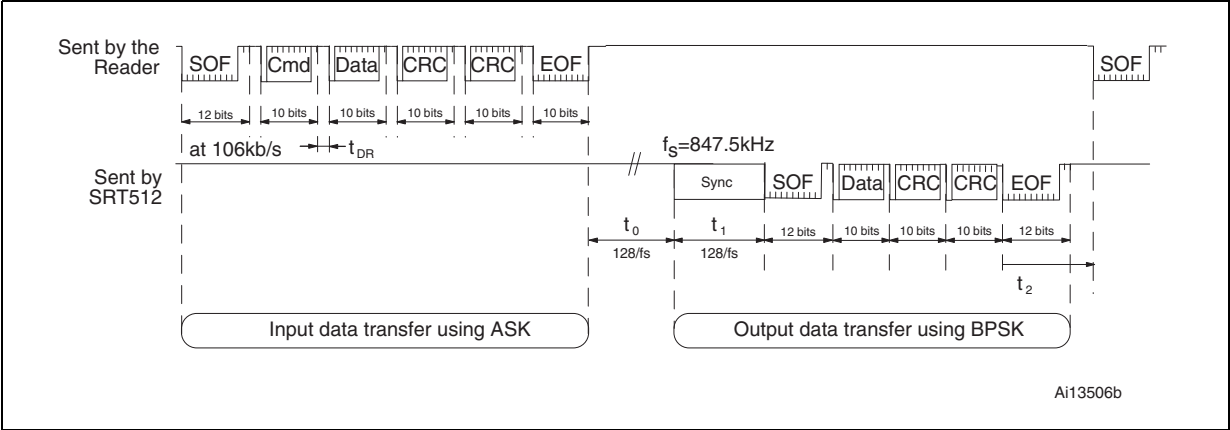 Sent by the Reader
SOF Cmd Data CRC CRC EOF SOF
12 bits 10 bits 10 bits 10 bits 10 bits 10 bits
at 106kb/s tDR fS=847.5kHz
Sent by SRT512
// Sync SOF Data CRC CRC EOF
t0 t1 12 bits 10 bits 10 bits 10 bits 12 bits
128/fs 128/fs
t2
Input data transfer using ASK Output data transfer using BPSK
Ai13506b